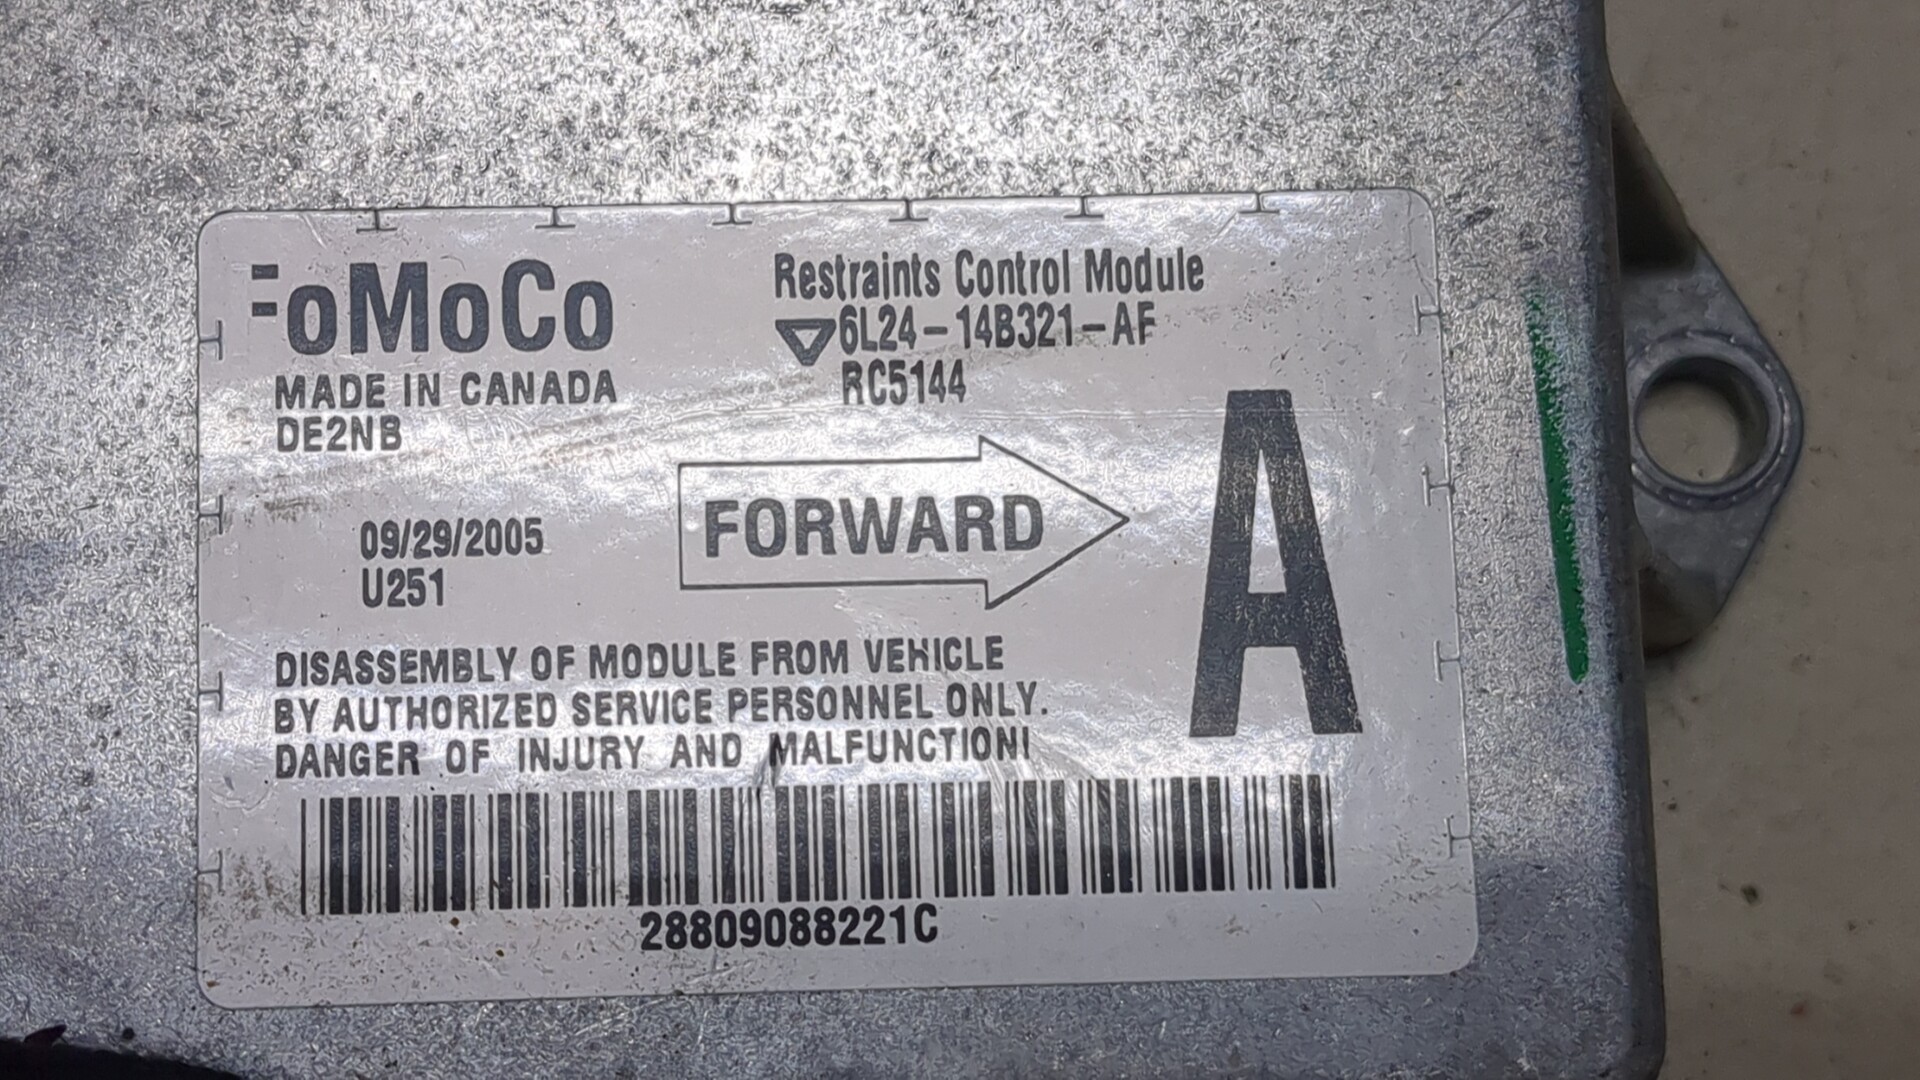 FoMoCo
MADE IN CANADA
DE2NB
Restraints Control Module
6L24-14B321-AF
RC5144
A
FORWARD
09/29/2005
U251
DISASSEMBLY OF MODULE FROM VEHICLE
BY AUTHORIZED SERVICE PERSONNEL ONLY.
DANGER OF INJURY AND MALFUNCTION!
28809088221C